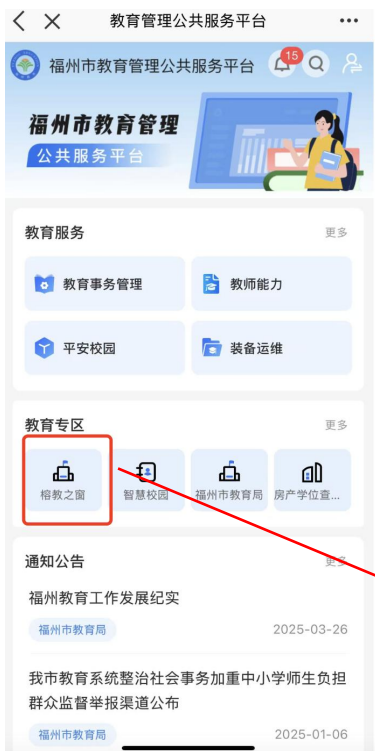 教育管理公共服务平台
福州市教育管理公共服务平台
15
福州市教育管理
公共服务平台
教育服务
更多
教育事务管理
教师能力
平安校园
装备运维
教育专区
更多
榕教之窗
智慧校园
福州市教育局
房产学位查...
通知公告
更多
福州教育工作发展纪实
福州市教育局
2025-03-26
我市教育系统整治社会事务加重中小学师生负担
群众监督举报渠道公布
福州市教育局
2025-01-06